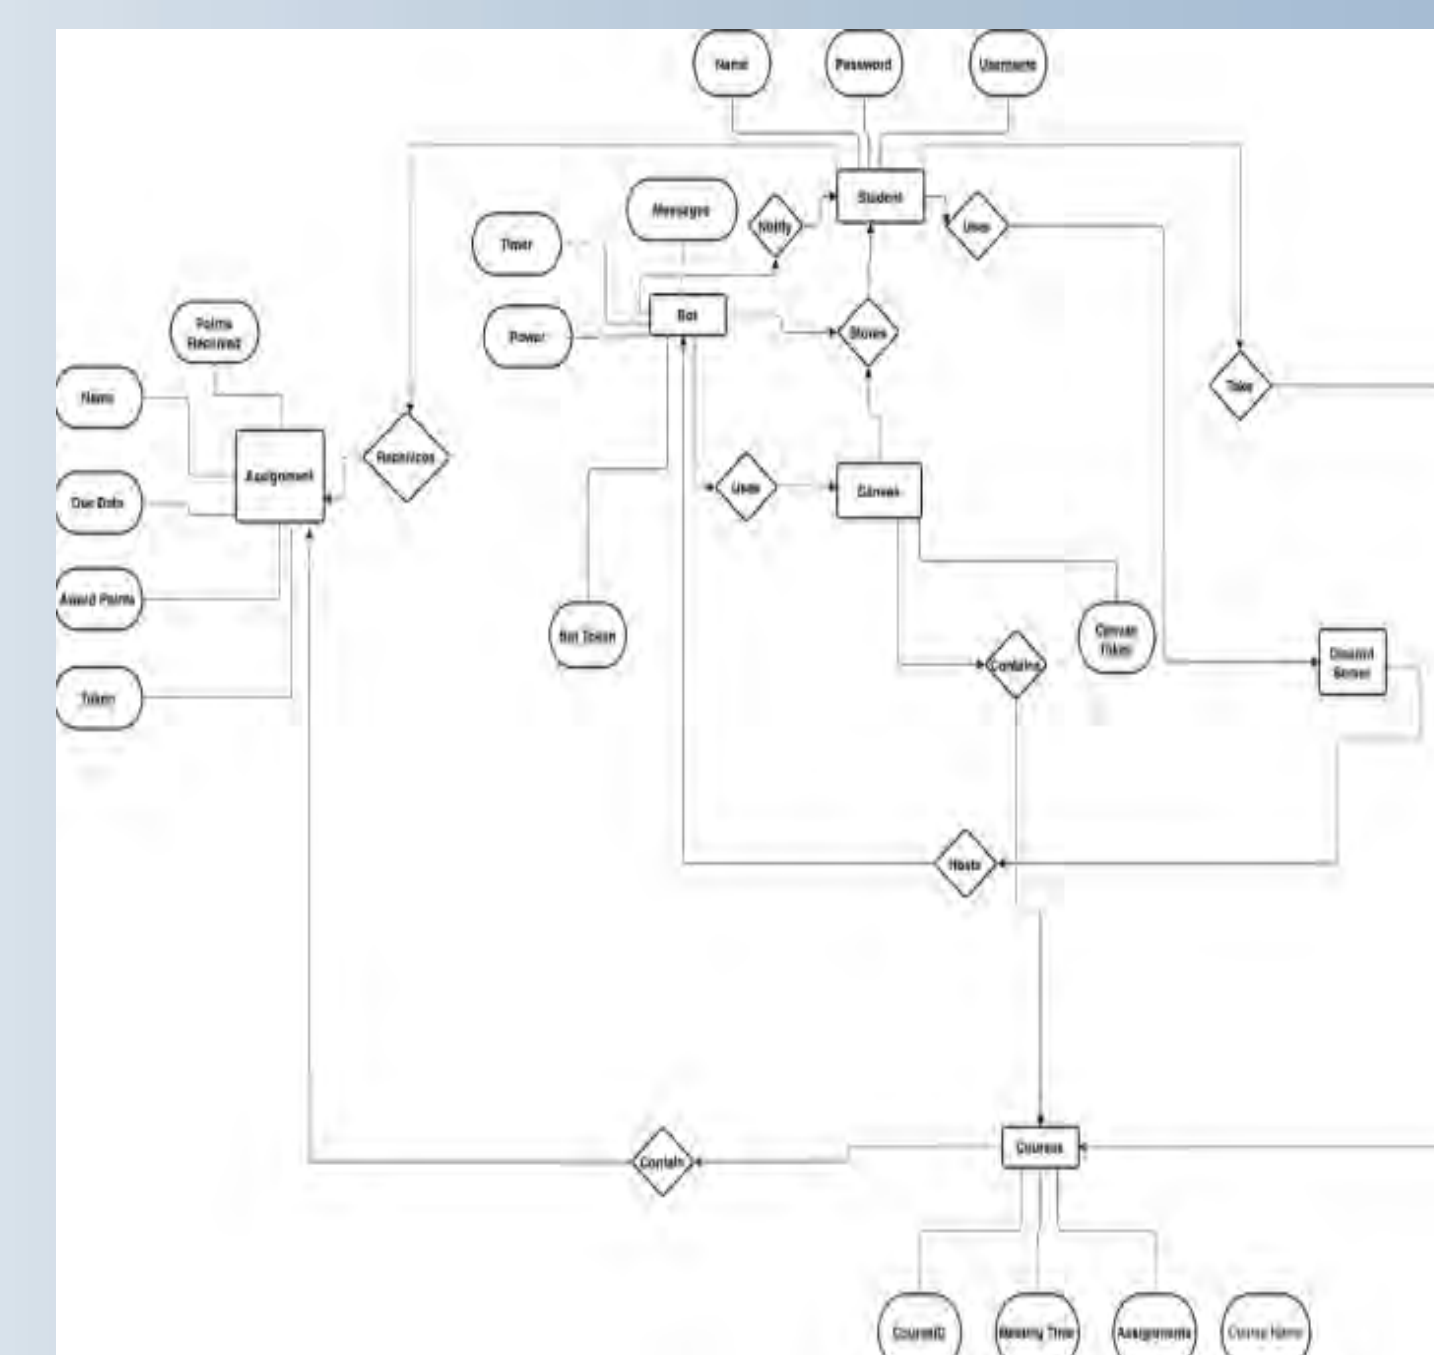 Name
Password
Username
Student
Messages
Notify
Uses
Timer
Bot
Power
Stores
Points
Received
Name
Take
Assignment
Receives
Uses
Canvas
Due Date
Award Points
Bot Token
Canvas
Token
Contains
Discord
Server
Token
Hosts
Courses
Contain
CourseID
Meeting Time
Assignments
Course Name